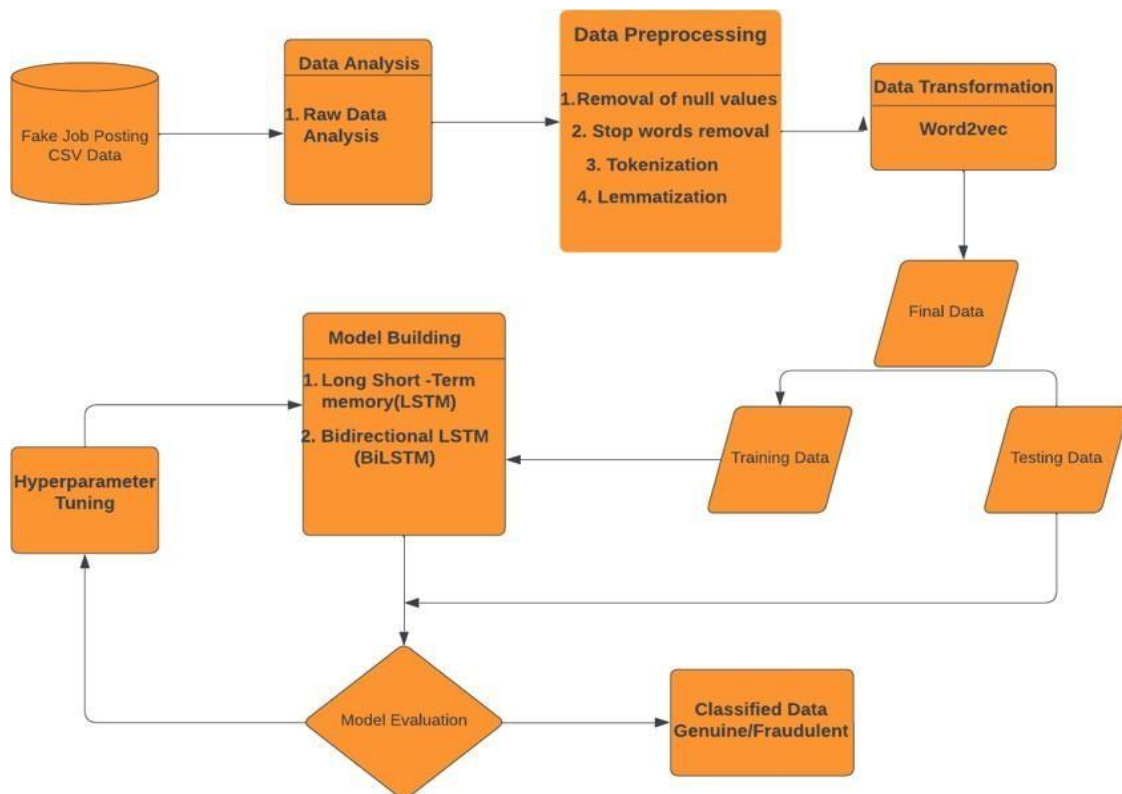 Fake Job Posting
CSV Data
Data Analysis
1. Raw Data
Analysis
Data Preprocessing
1.Removal of null values
2. Stop words removal
3. Tokenization
4. Lemmatization
Data Transformation
Word2vec
Final Data
Training Data
Testing Data
Model Building
1. Long Short -Term
memory(LSTM)
2. Bidirectional LSTM
(BiLSTM)
Hyperparameter
Tuning
Model Evaluation
Classified Data
Genuine/Fraudulent